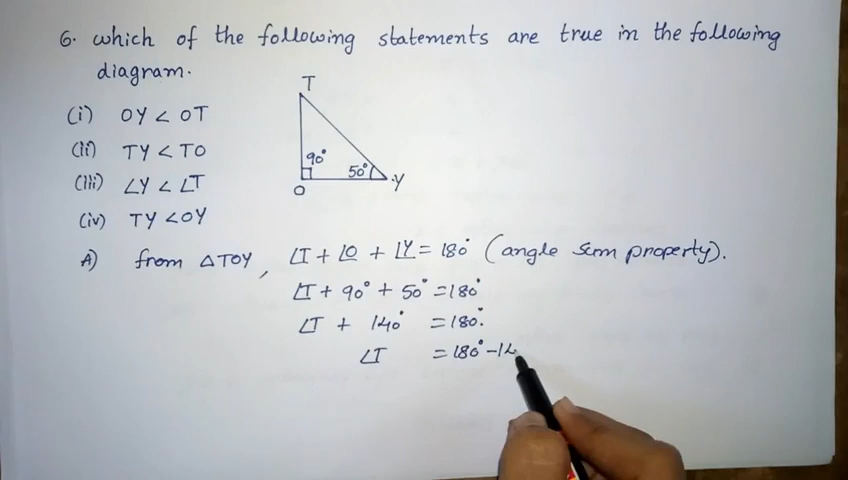 6. which of the following statements are true in the following
diagram.
(i) OY < OT
(ii) TY < TO
(iii) ∠Y < ∠T
(iv) TY < OY
T
90°
50°
O
Y
A) from △TOY, ∠T + ∠O + ∠Y = 180° (angle sum property).
∠T + 90° + 50° = 180°
∠T + 140° = 180°.
∠T = 180° - 14